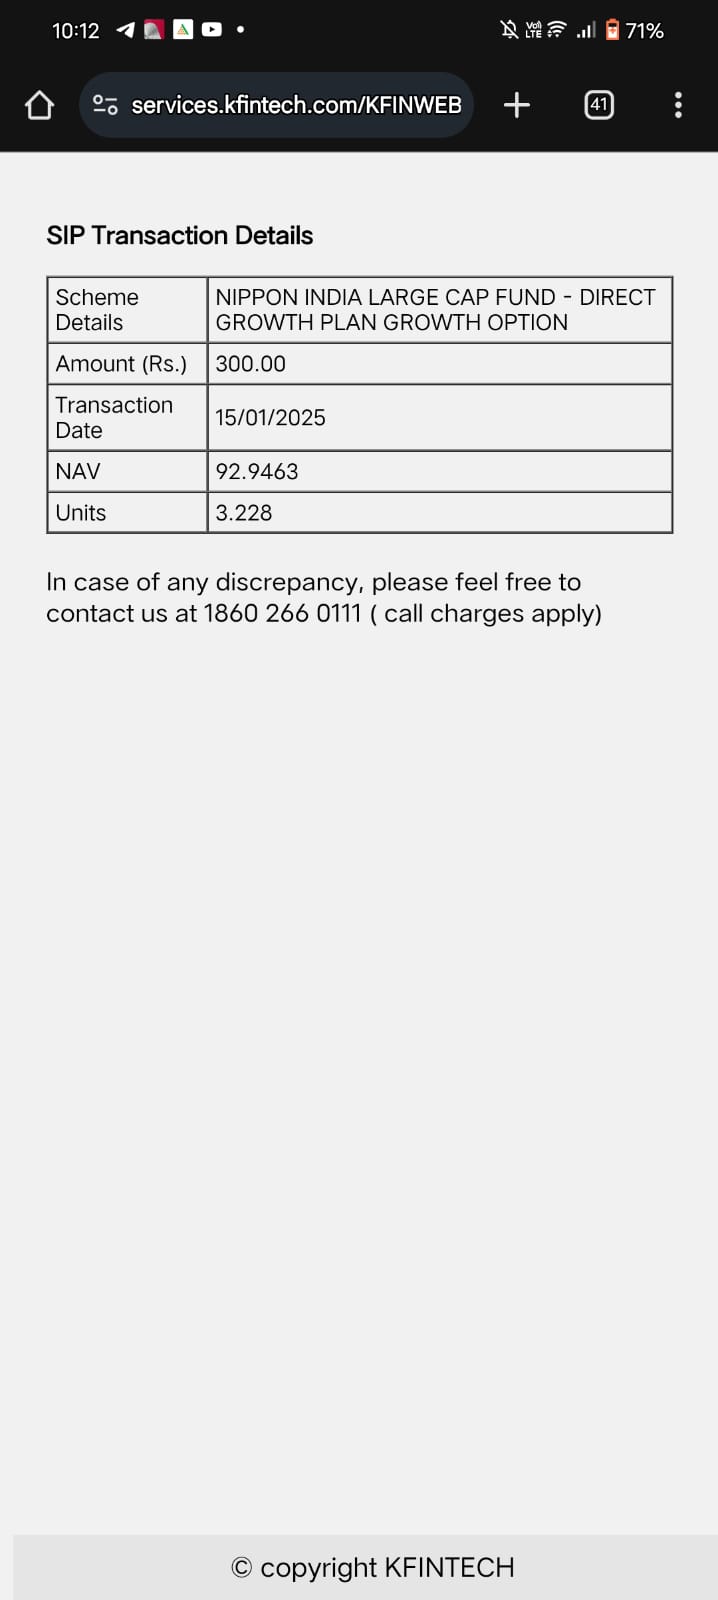 10:12
VoI) LTE 71%
services.kfintech.com/KFINWEB
41
SIP Transaction Details
Scheme Details
NIPPON INDIA LARGE CAP FUND - DIRECT
GROWTH PLAN GROWTH OPTION
Amount (Rs.) 300.00
Transaction Date
15/01/2025
NAV 92.9463
Units 3.228
In case of any discrepancy, please feel free to
contact us at 1860 266 0111 ( call charges apply)
© copyright KFINTECH